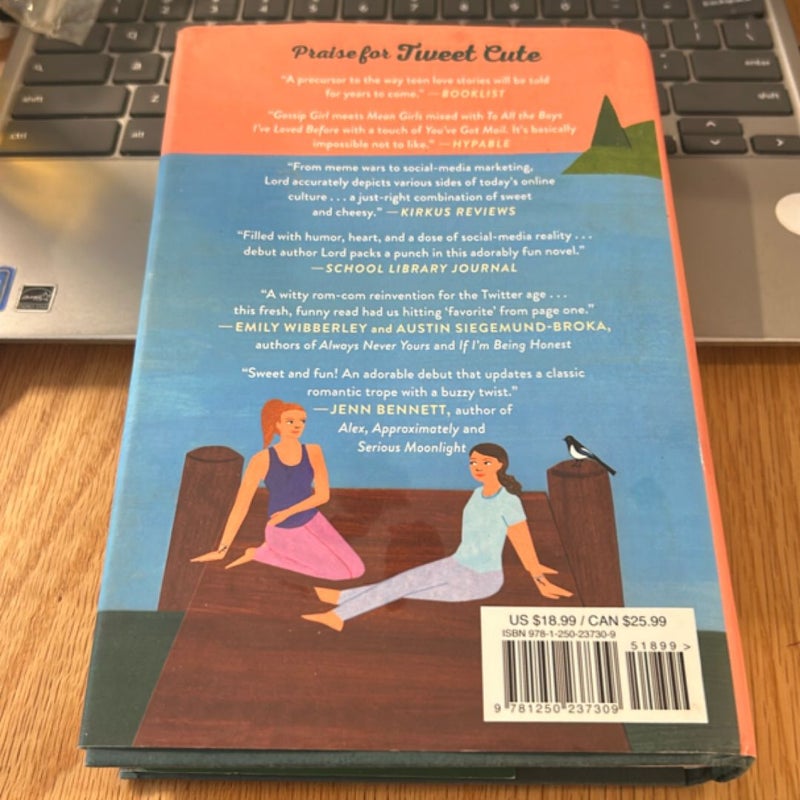 Praise for Tweet Cute
"A precursor to the way teen love stories will be told
for years to come." —BOOKLIST
"Gossip Girl meets Mean Girls mixed with To All the Boys
I've Loved Before with a touch of You've Got Mail. It's basically
impossible not to like." —HYPABLE
"From meme wars to social-media marketing,
Lord accurately depicts various sides of today's online
culture . . . a just-right combination of sweet
and cheesy." —KIRKUS REVIEWS
"Filled with humor, heart, and a dose of social-media reality . . .
debut author Lord packs a punch in this adorably fun novel."
—SCHOOL LIBRARY JOURNAL
"A witty rom-com reinvention for the Twitter age . . .
this fresh, funny read had us hitting 'favorite' from page one."
—EMILY WIBBERLEY and AUSTIN SIEGEMUND-BROKA,
authors of Always Never Yours and If I'm Being Honest
"Sweet and fun! An adorable debut that updates a classic
romantic trope with a buzzy twist."
—JENN BENNETT, author of
Alex, Approximately and
Serious Moonlight
US $18.99 / CAN $25.99
ISBN 978-1-250-23730-9
51899 >
9 781250 237309
shift
Z
ctrl
alt
shift